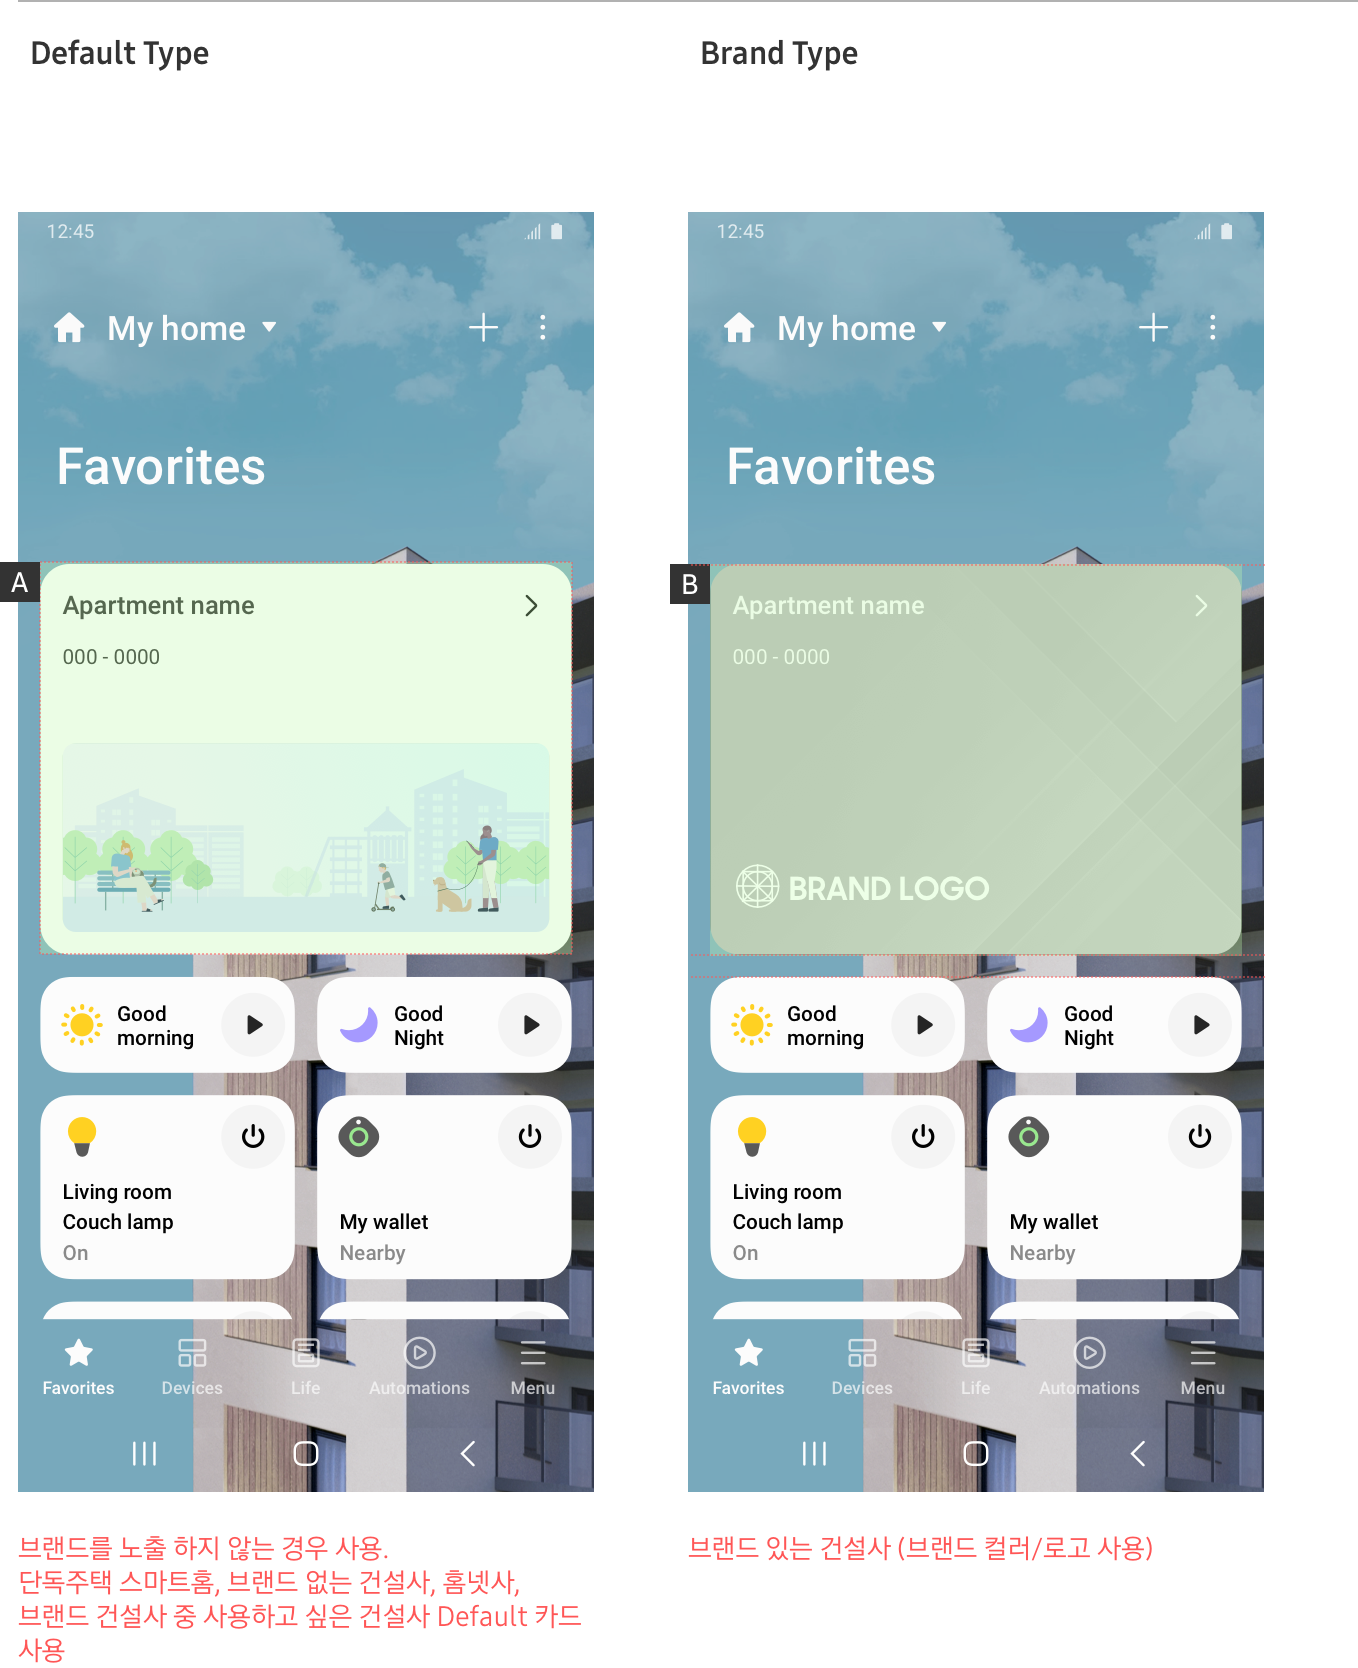 Default Type
Brand Type
12:45
My home
Favorites
A
Apartment name
000 - 0000
Good
morning
Good
Night
Living room
Couch lamp
On
My wallet
Nearby
Favorites
Devices
Life
Automations
Menu
브랜드를 노출 하지 않는 경우 사용.
단독주택 스마트홈, 브랜드 없는 건설사, 홈넷사,
브랜드 건설사 중 사용하고 싶은 건설사 Default 카드
사용
12:45
My home
Favorites
B
Apartment name
000 - 0000
BRAND LOGO
Good
morning
Good
Night
Living room
Couch lamp
On
My wallet
Nearby
Favorites
Devices
Life
Automations
Menu
브랜드 있는 건설사 (브랜드 컬러/로고 사용)